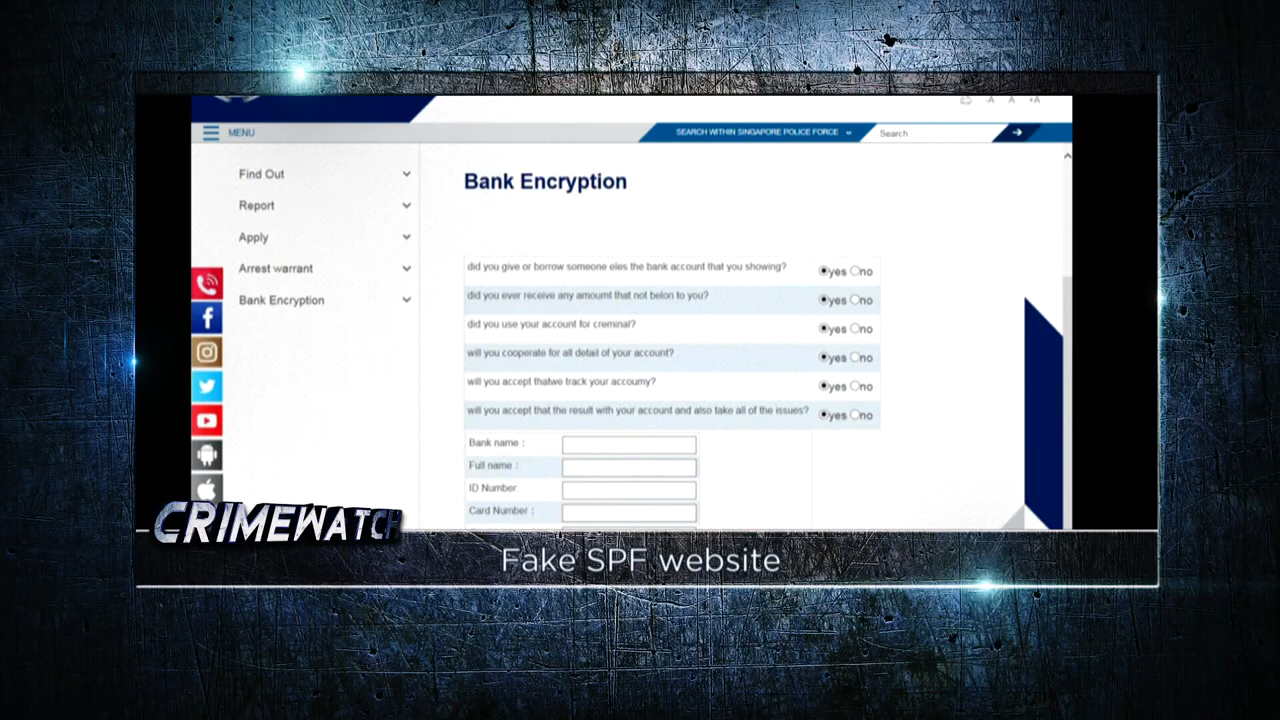 -A A +A
MENU
SEARCH WITHIN SINGAPORE POLICE FORCE
Search
Find Out
Report
Apply
Arrest warrant
Bank Encryption
Bank Encryption
did you give or borrow someone eles the bank account that you showing? yes no
did you ever receive any amoumt that not belon to you? yes no
did you use your account for creminal? yes no
will you cooperate for all detail of your account? yes no
will you accept thatwe track your accoumy? yes no
will you accept that the result with your account and also take all of the issues? yes no
Bank name :
Full name :
ID Number:
Card Number :
CRIMEWATCH
Fake SPF website